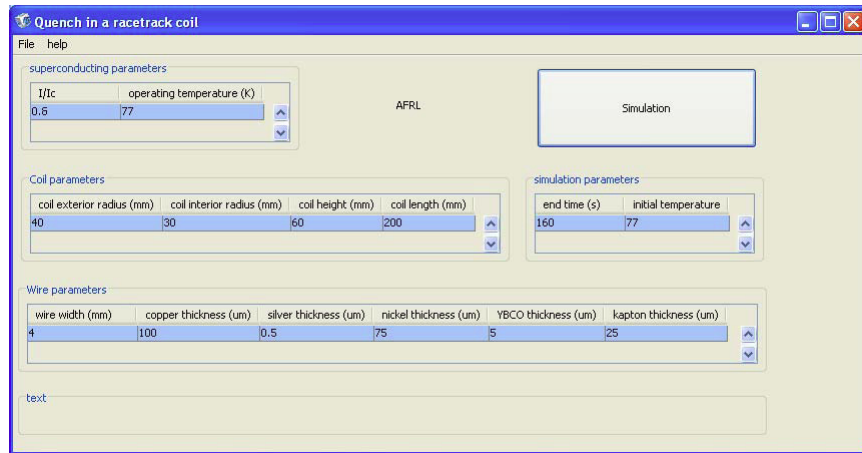 Quench in a racetrack coil
File help
superconducting parameters
I/Ic operating temperature (K)
0.6 77
AFRL
Simulation
Coil parameters
coil exterior radius (mm) coil interior radius (mm) coil height (mm) coil length (mm)
40 30 60 200
simulation parameters
end time (s) initial temperature
160 77
Wire parameters
wire width (mm) copper thickness (um) silver thickness (um) nickel thickness (um) YBCO thickness (um) kapton thickness (um)
4 100 0.5 75 5 25
text